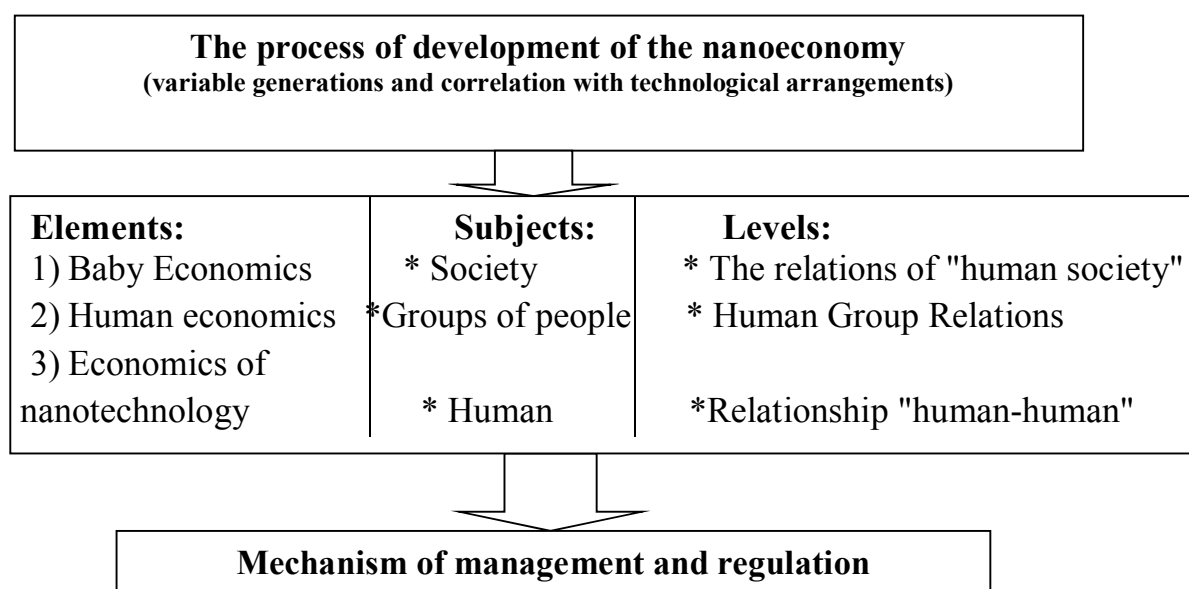 The process of development of the nanoeconomy
(variable generations and correlation with technological arrangements)
Elements:
1) Baby Economics
2) Human economics
3) Economics of
nanotechnology
Subjects:
* Society
*Groups of people
* Human
Levels:
* The relations of "human society"
* Human Group Relations
*Relationship "human-human"
Mechanism of management and regulation